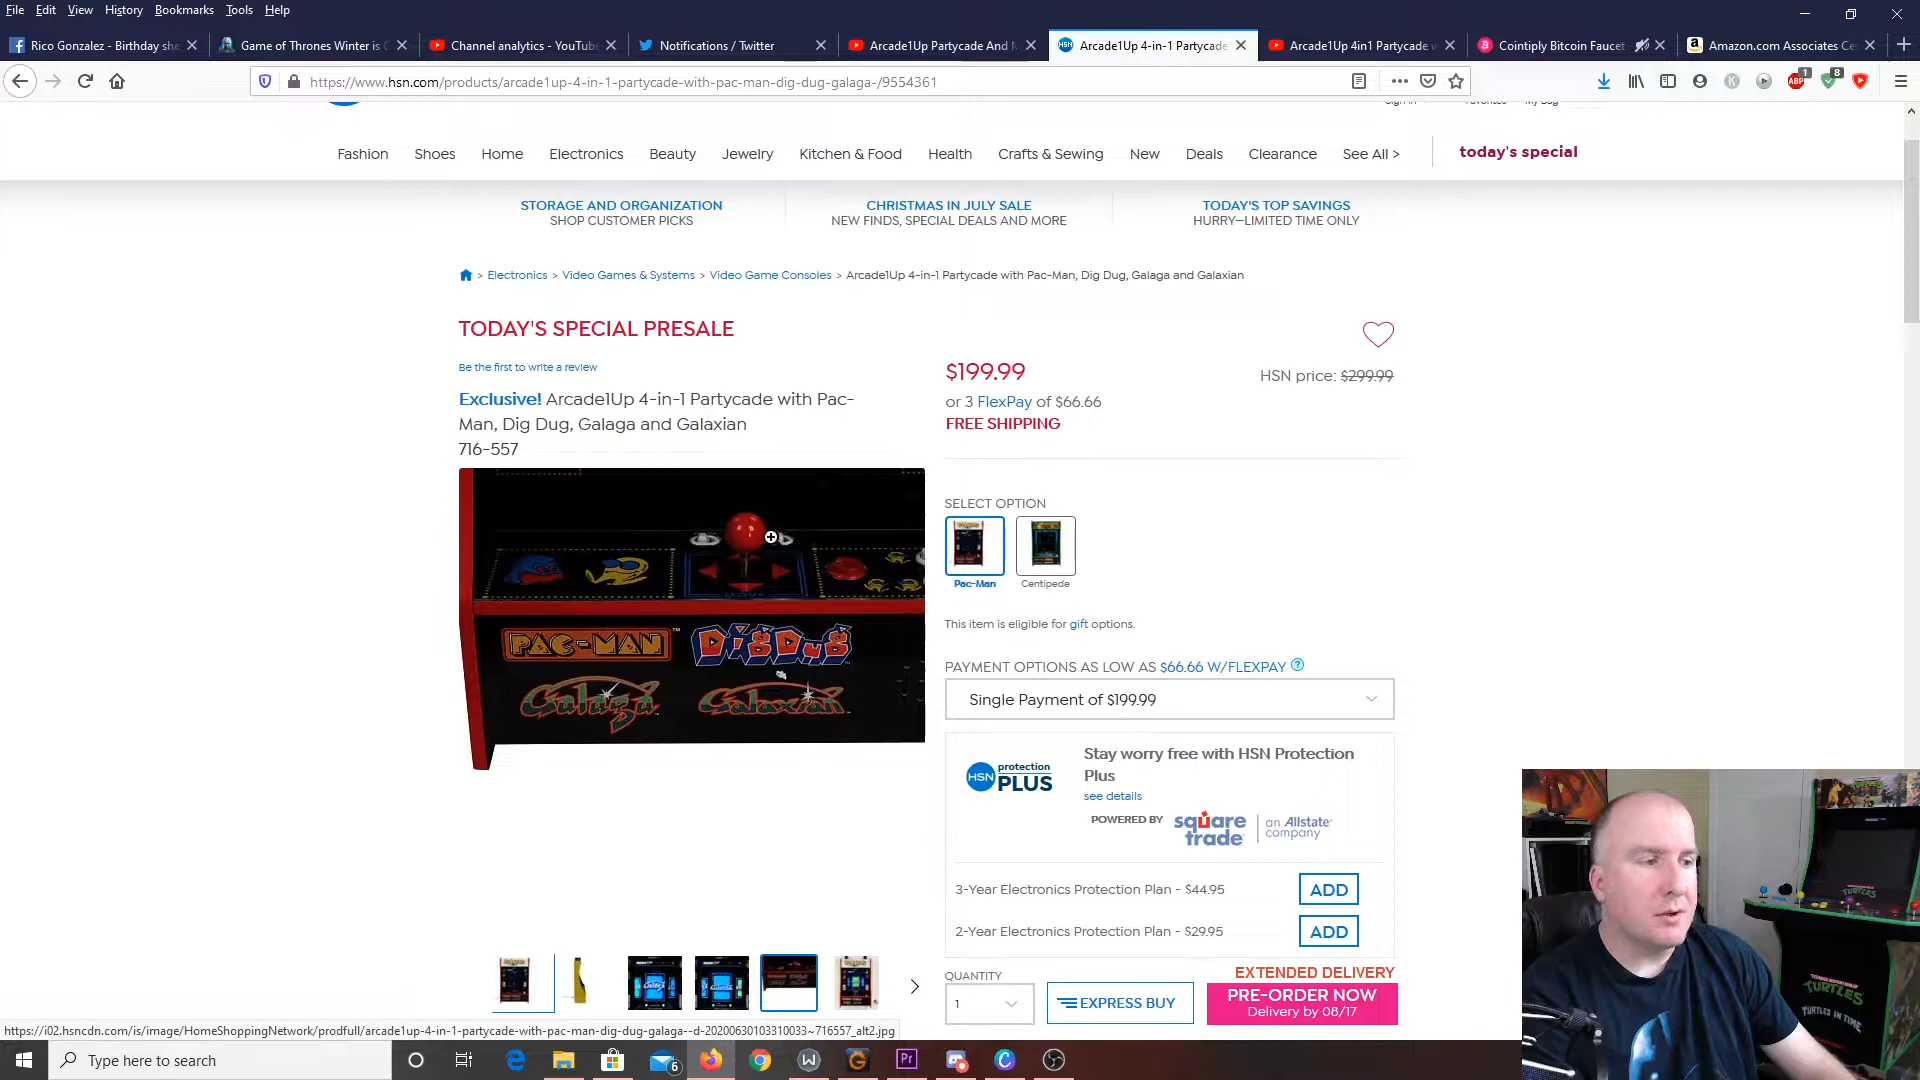 File Edit View History Bookmarks Tools Help
Rico Gonzalez - Birthday she
Game of Thrones Winter is C
Channel analytics - YouTube
Notifications / Twitter
Arcade1Up Partycade And M
Arcade1Up 4-in-1 Partycade
Arcade1Up 4in1 Partycade v
Cointiply Bitcoin Faucet
Amazon.com Associates Ce
https://www.hsn.com/products/arcade1up-4-in-1-partycade-with-pac-man-dig-dug-galaga-/9554361
ABP 1 8
Fashion Shoes Home Electronics Beauty Jewelry Kitchen & Food Health Crafts & Sewing New Deals Clearance See All > today's special
STORAGE AND ORGANIZATION
SHOP CUSTOMER PICKS
CHRISTMAS IN JULY SALE
NEW FINDS, SPECIAL DEALS AND MORE
TODAY'S TOP SAVINGS
HURRY—LIMITED TIME ONLY
> Electronics > Video Games & Systems > Video Game Consoles > Arcade1Up 4-in-1 Partycade with Pac-Man, Dig Dug, Galaga and Galaxian
TODAY'S SPECIAL PRESALE
Be the first to write a review
Exclusive! Arcade1Up 4-in-1 Partycade with Pac-
Man, Dig Dug, Galaga and Galaxian
716-557
MOVE
PAC-MAN™ DigDug
Galaga Galaxian
$199.99
HSN price: $299.99
or 3 FlexPay of $66.66
FREE SHIPPING
SELECT OPTION
Pac-Man Centipede
This item is eligible for gift options.
PAYMENT OPTIONS AS LOW AS $66.66 W/FLEXPAY ?
Single Payment of $199.99
HSN protection PLUS
Stay worry free with HSN Protection
Plus
see details
POWERED BY square trade an Allstate company
3-Year Electronics Protection Plan - $44.95 ADD
2-Year Electronics Protection Plan - $29.95 ADD
QUANTITY
1
EXPRESS BUY
EXTENDED DELIVERY
PRE-ORDER NOW
Delivery by 08/17
https://i02.hsncdn.com/is/image/HomeShoppingNetwork/prodfull/arcade1up-4-in-1-partycade-with-pac-man-dig-dug-galaga--d-20200630103310033~716557_alt2.jpg
Type here to search
6
Pr
TURTLES
TURTLES
TURTLES IN TIME